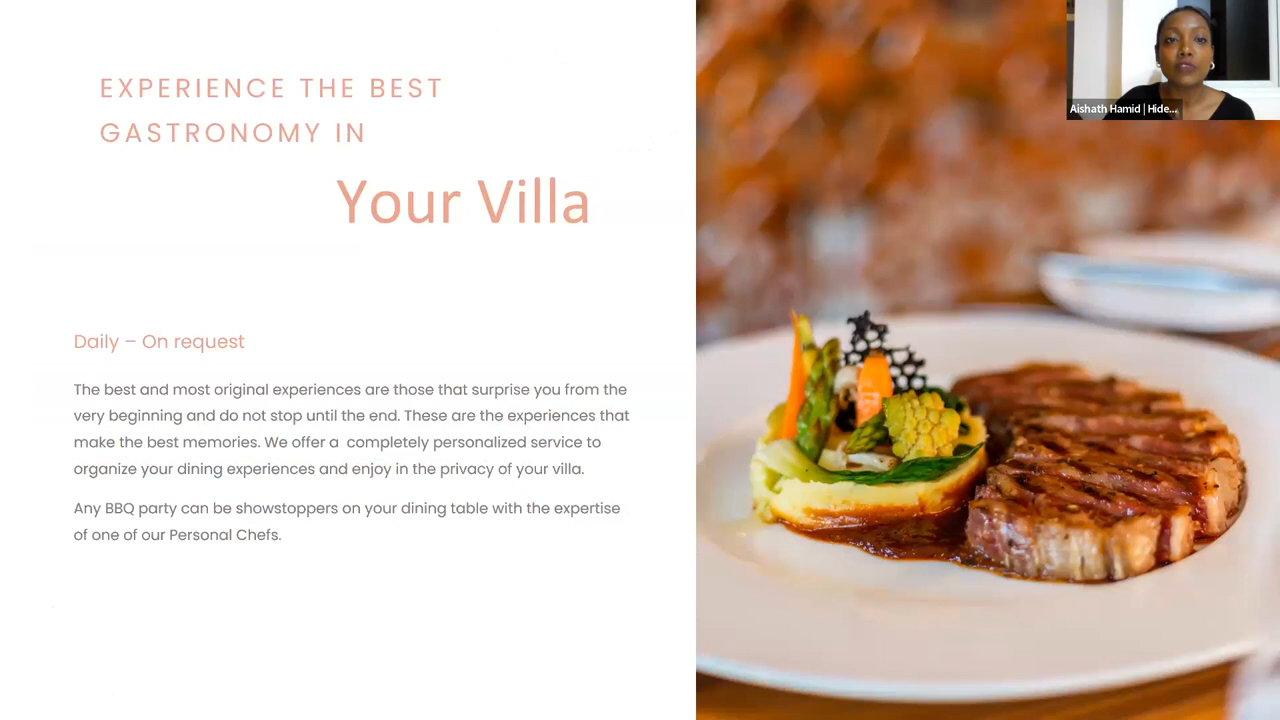 EXPERIENCE THE BEST
GASTRONOMY IN
Your Villa
Daily – On request
The best and most original experiences are those that surprise you from the
very beginning and do not stop until the end. These are the experiences that
make the best memories. We offer a completely personalized service to
organize your dining experiences and enjoy in the privacy of your villa.
Any BBQ party can be showstoppers on your dining table with the expertise
of one of our Personal Chefs.
Aishath Hamid | Hide...